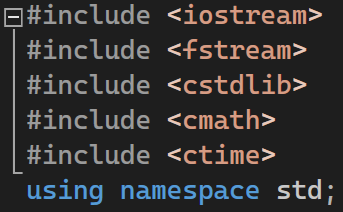 #include <iostream>
#include <fstream>
#include <cstdlib>
#include <cmath>
#include <ctime>
using namespace std;